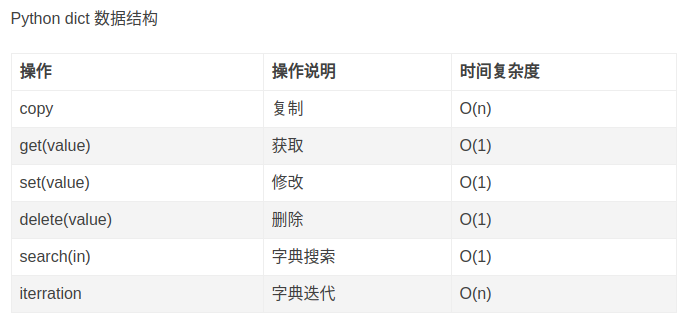 Python dict 数据结构
操作 操作说明 时间复杂度
copy 复制 O(n)
get(value) 获取 O(1)
set(value) 修改 O(1)
delete(value) 删除 O(1)
search(in) 字典搜索 O(1)
iterration 字典迭代 O(n)